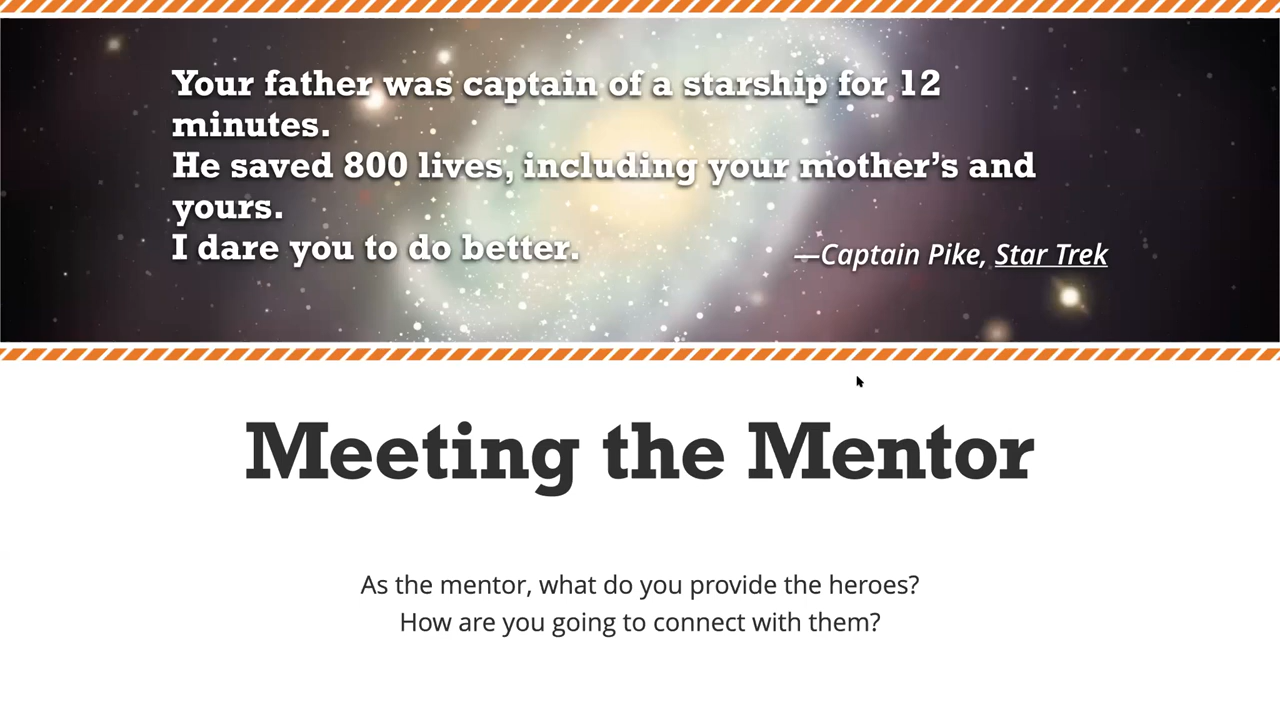 Your father was captain of a starship for 12
minutes.
He saved 800 lives, including your mother’s and
yours.
I dare you to do better.
—Captain Pike, Star Trek
Meeting the Mentor
As the mentor, what do you provide the heroes?
How are you going to connect with them?